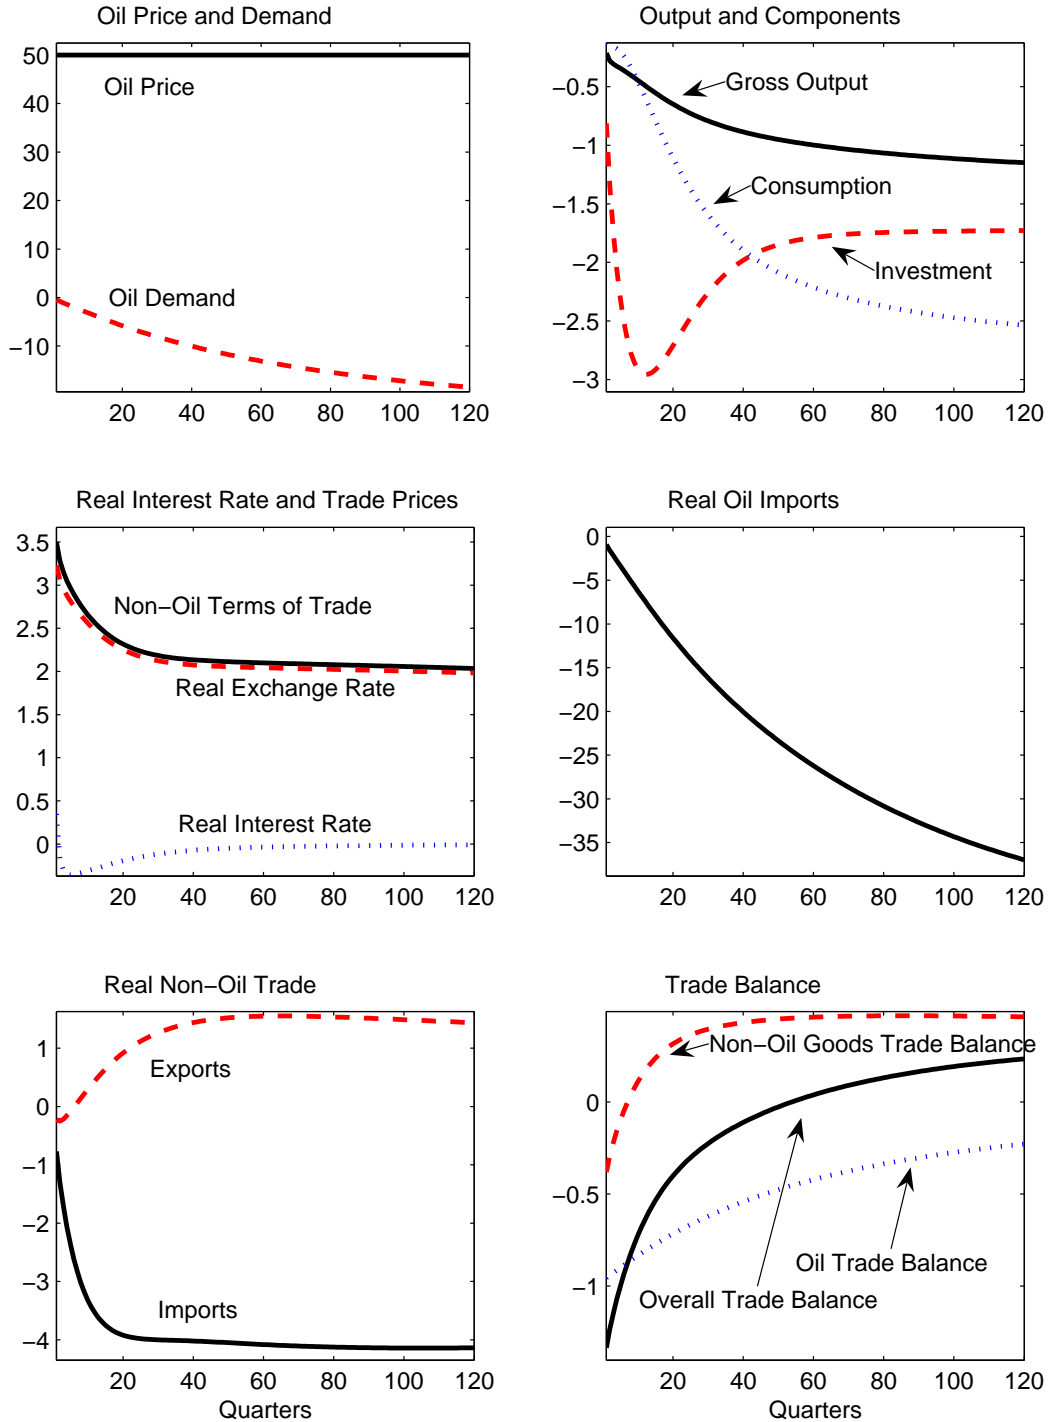 Oil Price and Demand
50
40
30
20
10
0
−10
Oil Price
Oil Demand
20 40 60 80 100 120
Output and Components
−0.5
−1
−1.5
−2
−2.5
−3
Gross Output
Consumption
Investment
20 40 60 80 100 120
Real Interest Rate and Trade Prices
3.5
3
2.5
2
1.5
1
0.5
0
Non−Oil Terms of Trade
Real Exchange Rate
Real Interest Rate
20 40 60 80 100 120
Real Oil Imports
0
−5
−10
−15
−20
−25
−30
−35
20 40 60 80 100 120
Real Non−Oil Trade
1
0
−1
−2
−3
−4
Exports
Imports
20 40 60 80 100 120
Quarters
Trade Balance
0
−0.5
−1
Non−Oil Goods Trade Balance
Oil Trade Balance
Overall Trade Balance
20 40 60 80 100 120
Quarters